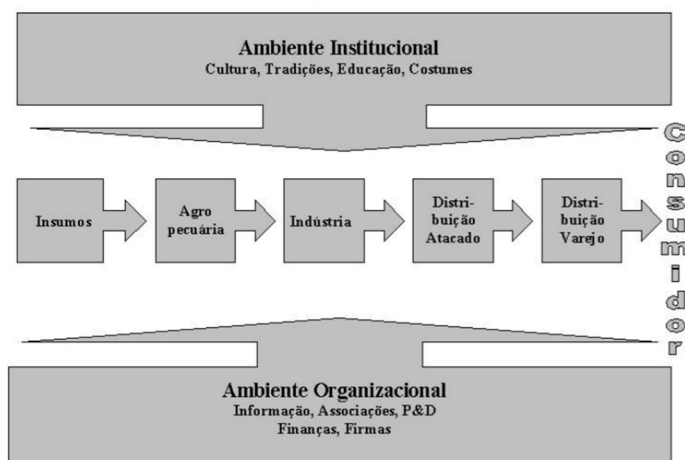 Ambiente Institucional
Cultura, Tradições, Educação, Costumes
Insumos
Agro
pecuária
Indústria
Distri-
buição
Atacado
Distri-
buição
Varejo
Consumidor
Ambiente Organizacional
Informação, Associações, P&D
Finanças, Firmas